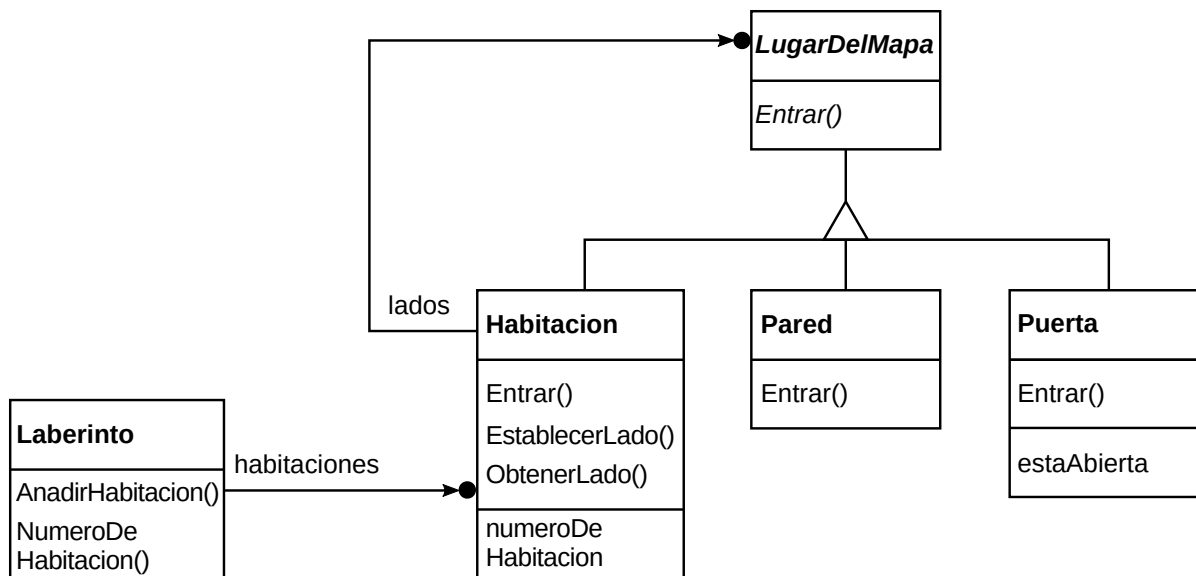 LugarDelMapa
Entrar()
lados
Habitacion
Entrar()
EstablecerLado()
ObtenerLado()
numeroDe
Habitacion
Pared
Entrar()
Puerta
Entrar()
estaAbierta
Laberinto
AnadirHabitacion()
NumeroDe
Habitacion()
habitaciones